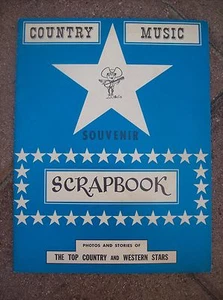 COUNTRY MUSIC
SOUVENIR
SCRAPBOOK
PHOTOS AND STORIES OF
THE TOP COUNTRY AND WESTERN STARS